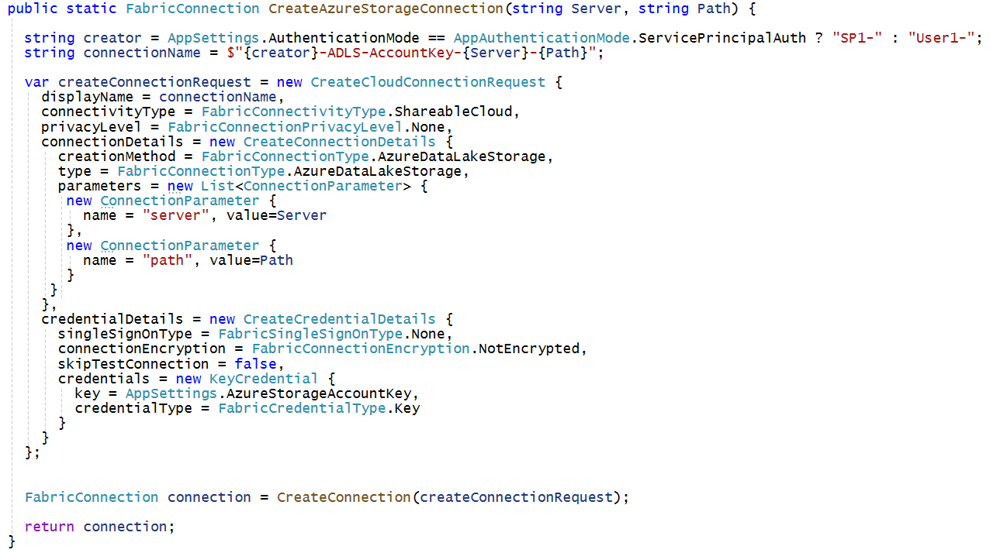 public static FabricConnection CreateAzureStorageConnection(string Server, string Path) {
string creator = AppSettings.AuthenticationMode == AppAuthenticationMode.ServicePrincipalAuth ? "SP1-" : "User1-";
string connectionName = $"{creator}-ADLS-AccountKey-{Server}-{Path}";
var createConnectionRequest = new CreateCloudConnectionRequest {
displayName = connectionName,
connectivityType = FabricConnectivityType.ShareableCloud,
privacyLevel = FabricConnectionPrivacyLevel.None,
connectionDetails = new CreateConnectionDetails {
creationMethod = FabricConnectionType.AzureDataLakeStorage,
type = FabricConnectionType.AzureDataLakeStorage,
parameters = new List<ConnectionParameter> {
new ConnectionParameter {
name = "server", value=Server
},
new ConnectionParameter {
name = "path", value=Path
}
}
},
credentialDetails = new CreateCredentialDetails {
singleSignOnType = FabricSingleSignOnType.None,
connectionEncryption = FabricConnectionEncryption.NotEncrypted,
skipTestConnection = false,
credentials = new KeyCredential {
key = AppSettings.AzureStorageAccountKey,
credentialType = FabricCredentialType.Key
}
}
};
FabricConnection connection = CreateConnection(createConnectionRequest);
return connection;
}